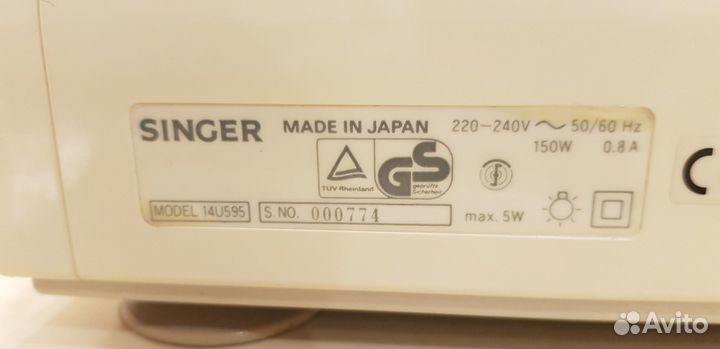 SINGER MADE IN JAPAN 220-240V ~ 50/60 Hz
150W 0.8A
TÜV Rheinland
GS
geprüfte
Sicherheit
MODEL 14U595 S. NO. 000774 max. 5W
Avito